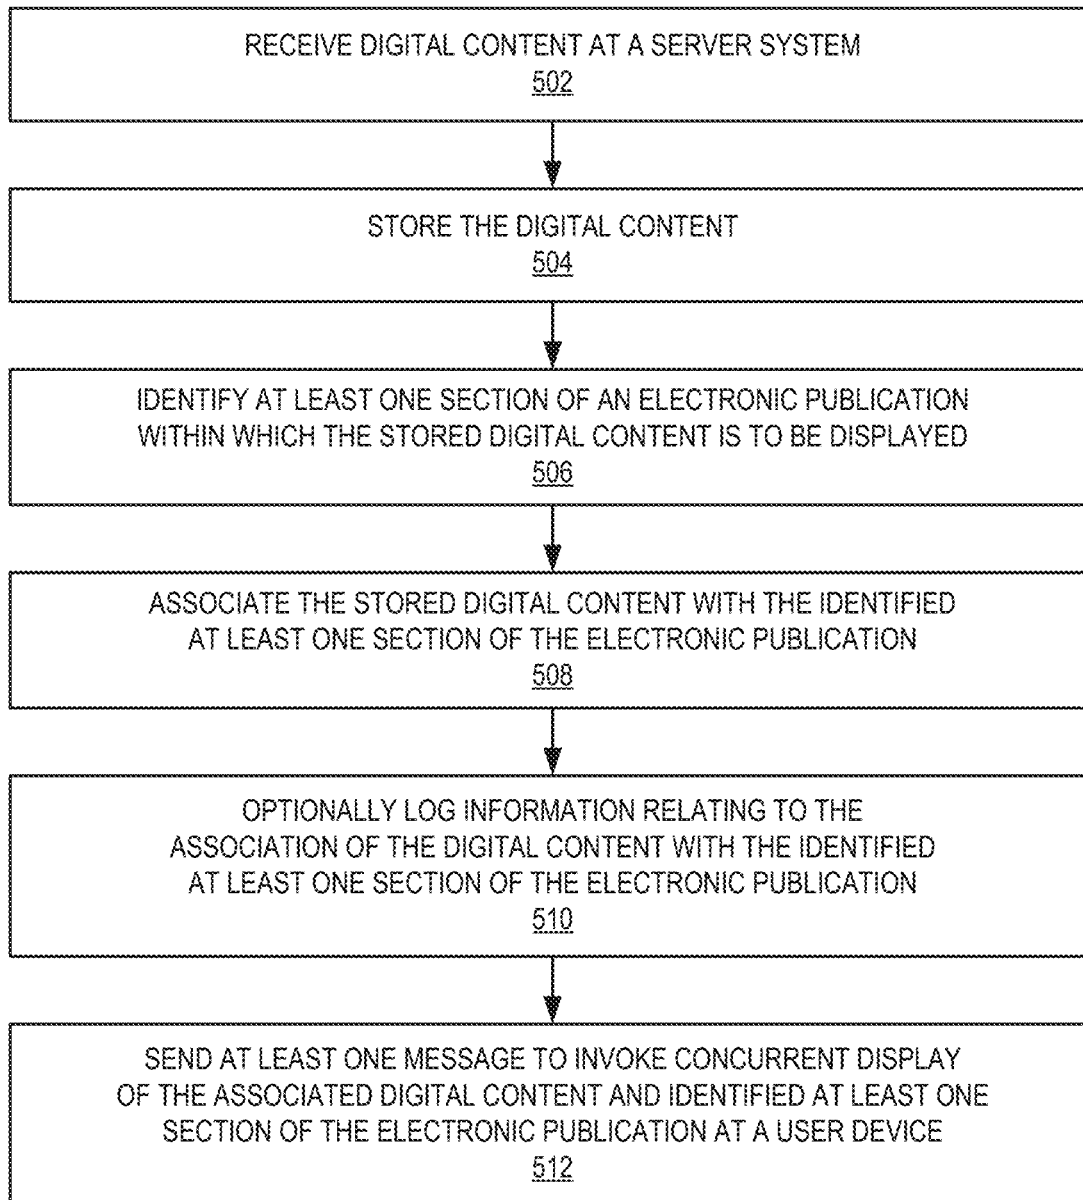 RECEIVE DIGITAL CONTENT AT A SERVER SYSTEM
502
STORE THE DIGITAL CONTENT
504
IDENTIFY AT LEAST ONE SECTION OF AN ELECTRONIC PUBLICATION
WITHIN WHICH THE STORED DIGITAL CONTENT IS TO BE DISPLAYED
506
ASSOCIATE THE STORED DIGITAL CONTENT WITH THE IDENTIFIED
AT LEAST ONE SECTION OF THE ELECTRONIC PUBLICATION
508
OPTIONALLY LOG INFORMATION RELATING TO THE
ASSOCIATION OF THE DIGITAL CONTENT WITH THE IDENTIFIED
AT LEAST ONE SECTION OF THE ELECTRONIC PUBLICATION
510
SEND AT LEAST ONE MESSAGE TO INVOKE CONCURRENT DISPLAY
OF THE ASSOCIATED DIGITAL CONTENT AND IDENTIFIED AT LEAST ONE
SECTION OF THE ELECTRONIC PUBLICATION AT A USER DEVICE
512